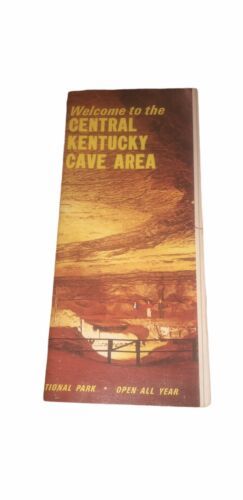 Welcome to the
CENTRAL
KENTUCKY
CAVE AREA
TIONAL PARK • OPEN ALL YEAR